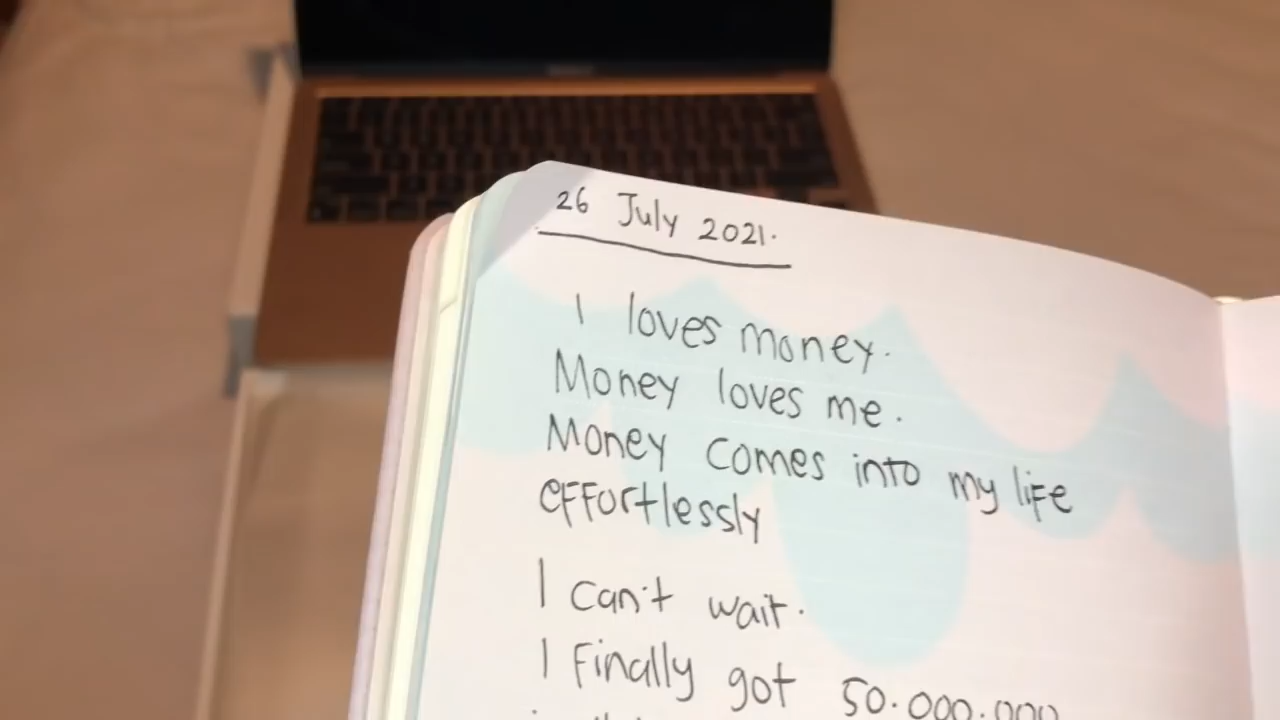 26 July 2021.
I loves money.
Money loves me.
Money comes into my life
effortlessly
I can't wait.
I Finally got 50.000.000